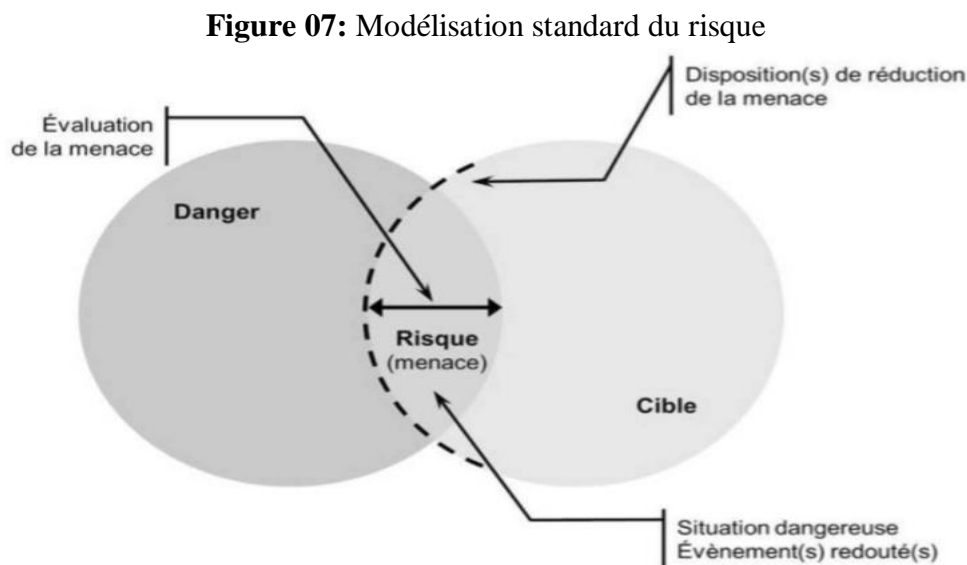 Figure 07: Modélisation standard du risque
Disposition(s) de réduction
de la menace
Évaluation
de la menace
Danger
Risque
(menace)
Cible
Situation dangereuse
Évènement(s) redouté(s)